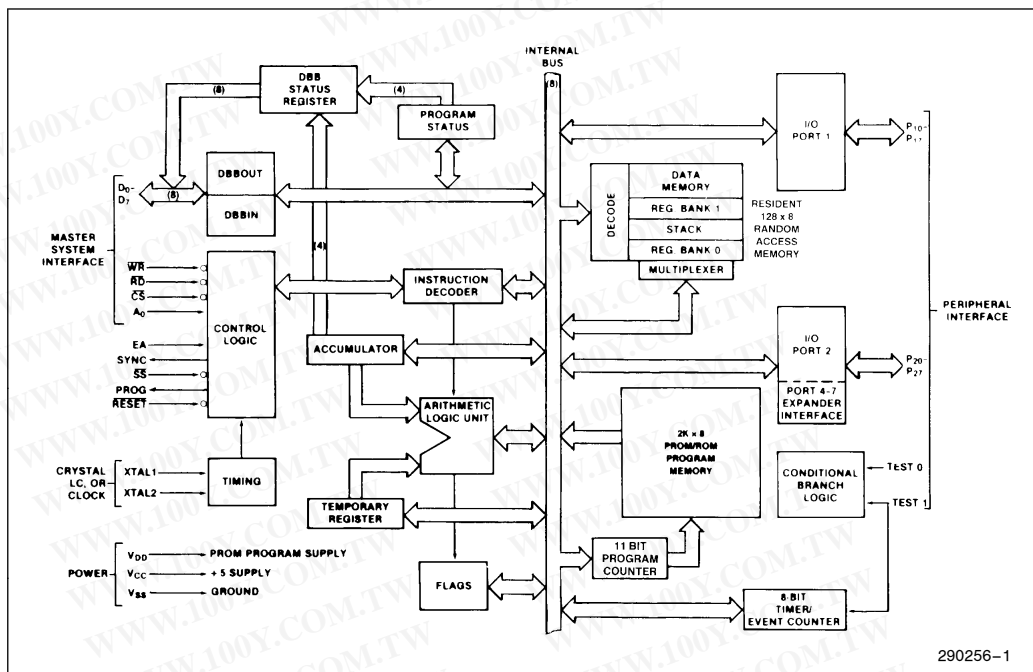 INTERNAL
BUS
(8)
DBB
STATUS
REGISTER
(8)
(4)
PROGRAM
STATUS
DBBOUT
DBBIN
D0-
D7
(8)
MASTER
SYSTEM
INTERFACE
WR
RD
CS
A0
EA
SYNC
SS
PROG
RESET
CONTROL
LOGIC
(4)
INSTRUCTION
DECODER
ACCUMULATOR
ARITHMETIC
LOGIC UNIT
TEMPORARY
REGISTER
FLAGS
CRYSTAL
LC, OR
CLOCK
XTAL1
XTAL2
TIMING
POWER
VDD
PROM PROGRAM SUPPLY
VCC
+ 5 SUPPLY
VSS
GROUND
I/O
PORT 1
P10-
P17
DECODE
DATA
MEMORY
REG BANK 1
STACK
REG BANK 0
MULTIPLEXER
RESIDENT
128 x 8
RANDOM
ACCESS
MEMORY
PERIPHERAL
INTERFACE
I/O
PORT 2
PORT 4-7
EXPANDER
INTERFACE
P20-
P27
2K x 8
PROM/ROM
PROGRAM
MEMORY
CONDITIONAL
BRANCH
LOGIC
TEST 0
TEST 1
11 BIT
PROGRAM
COUNTER
8-BIT
TIMER/
EVENT COUNTER
290256-1
WWW.100Y.COM.TW